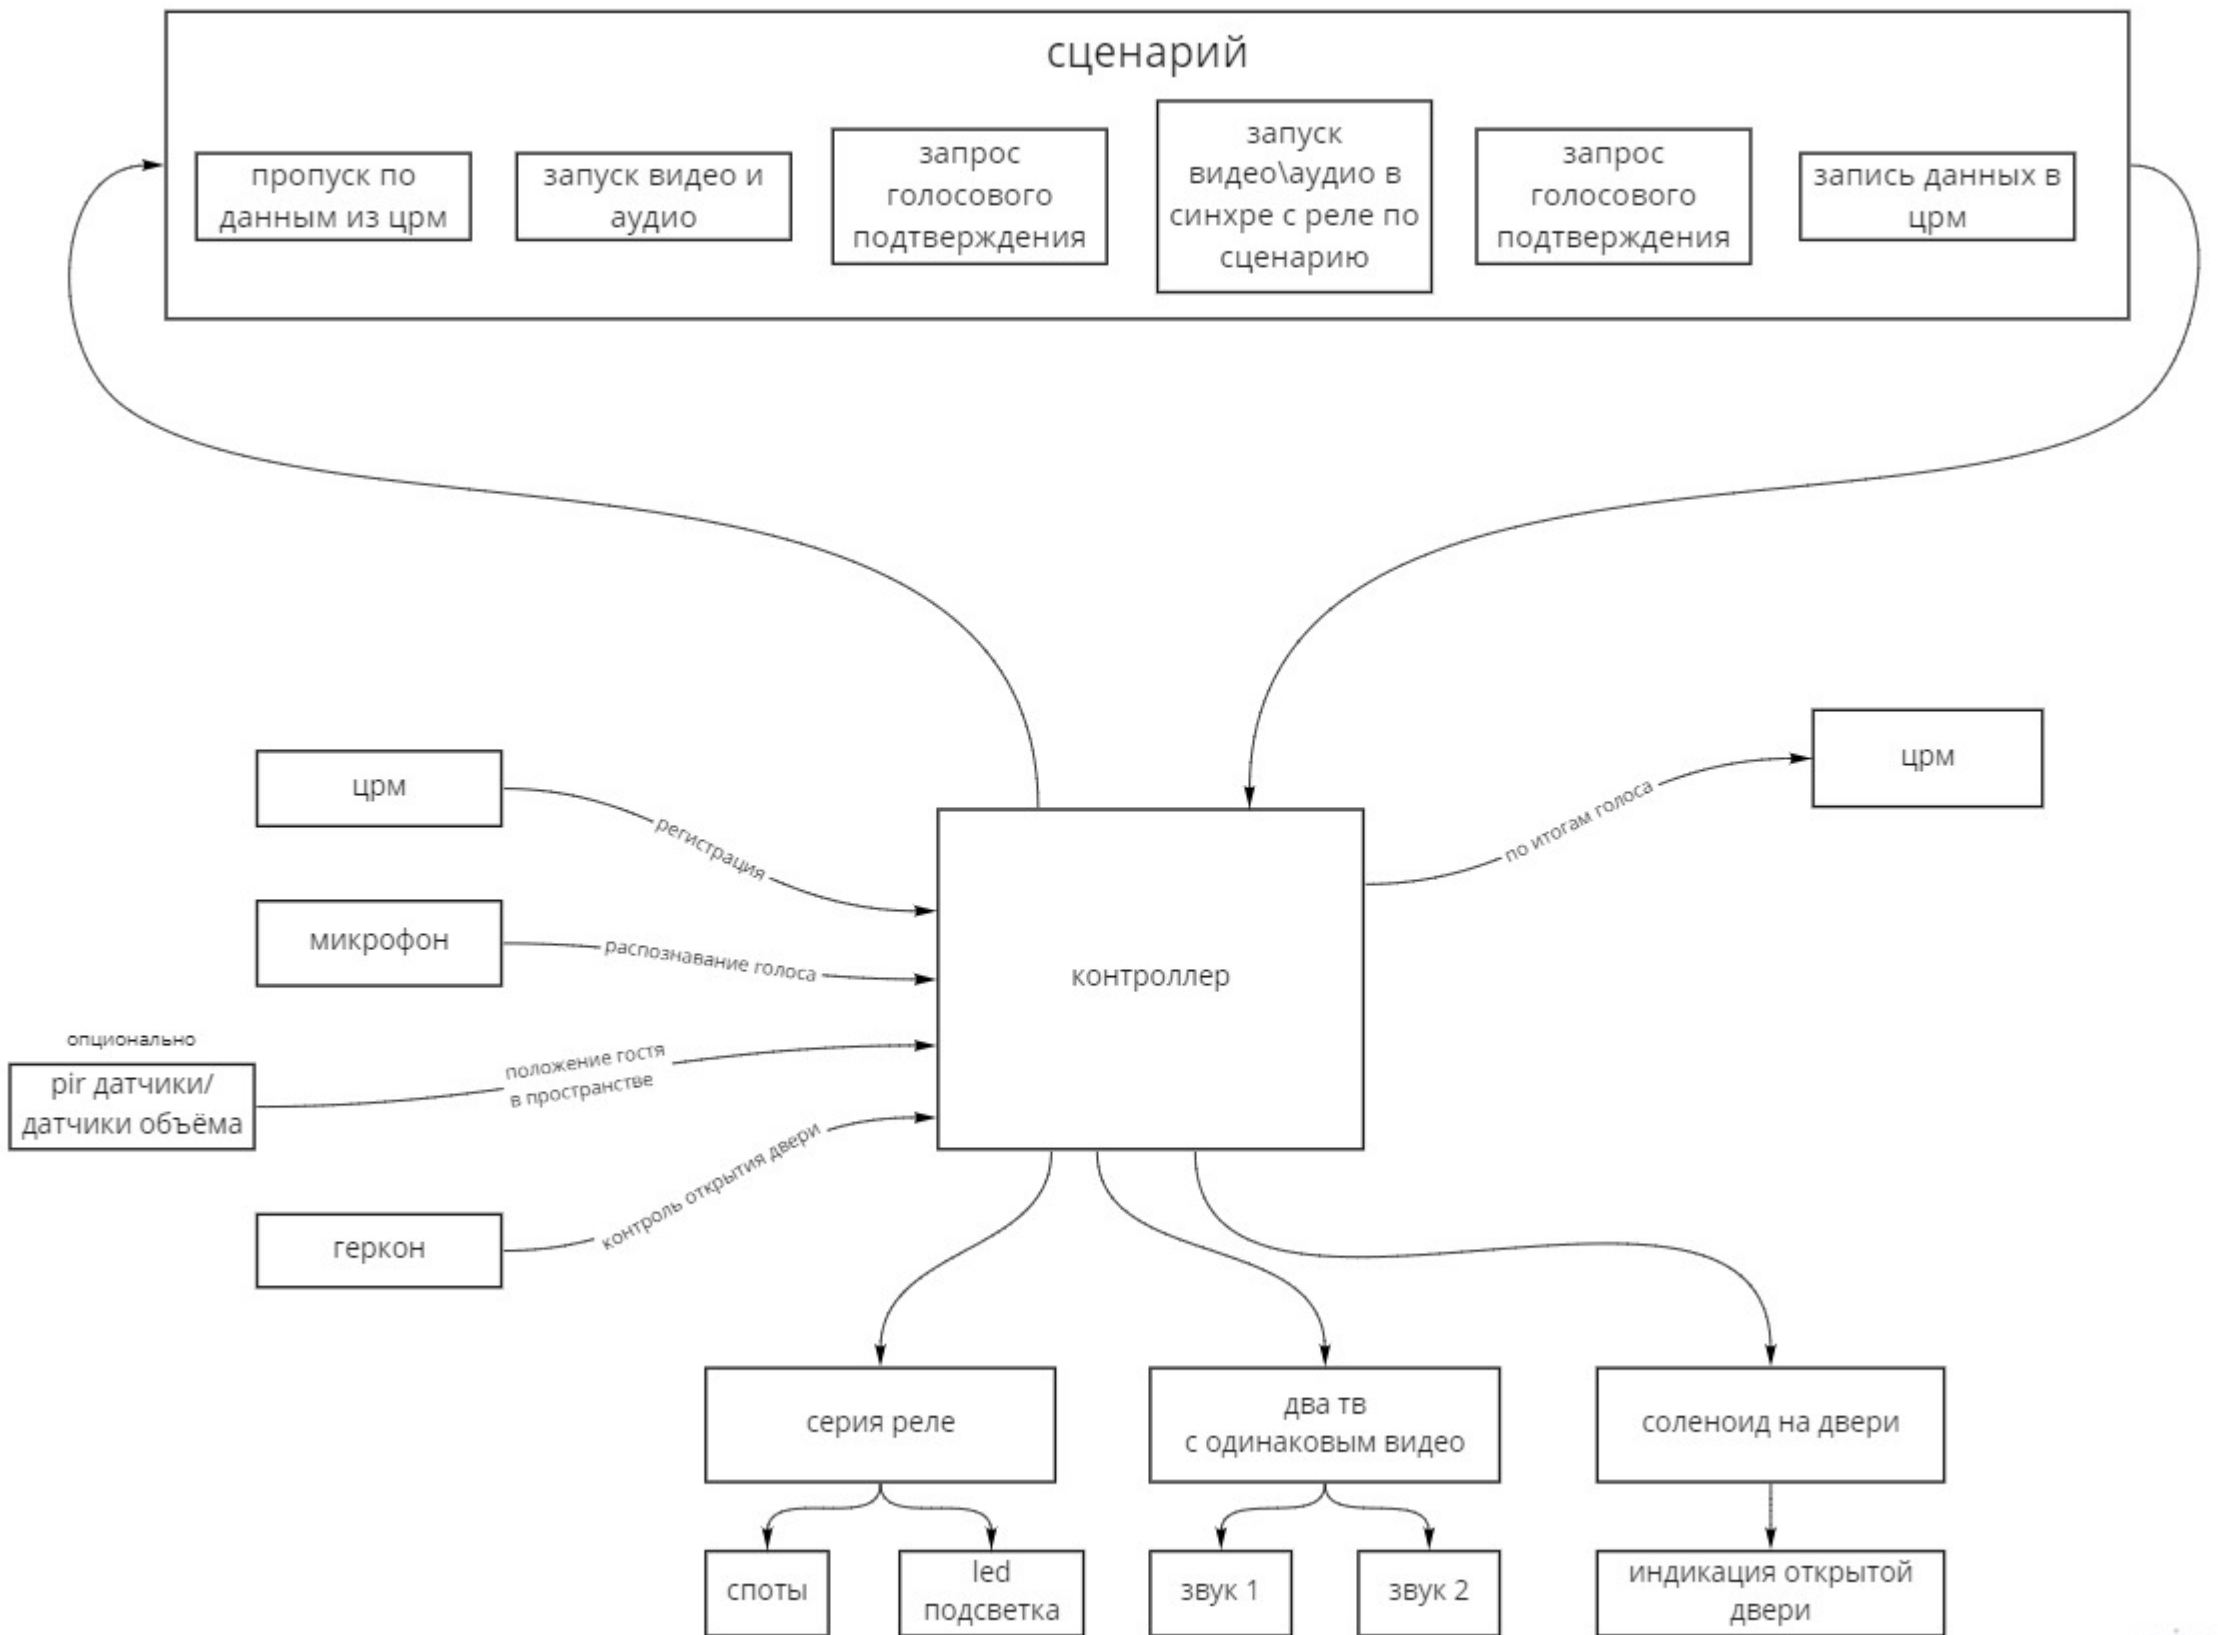 сценарий
пропуск по
данным из црм
запуск видео и
аудио
запрос
голосового
подтверждения
запуск
видео\аудио в
синхре с реле по
сценарию
запрос
голосового
подтверждения
запись данных в
црм
црм
регистрация
микрофон
распознавание голоса
опционально
pir датчики/
датчики объёма
положение гостя
в пространстве
геркон
контроль открытия двери
контроллер
по итогам голоса
црм
серия реле
два тв
с одинаковым видео
соленоид на двери
споты
led
подсветка
звук 1
звук 2
индикация открытой
двери